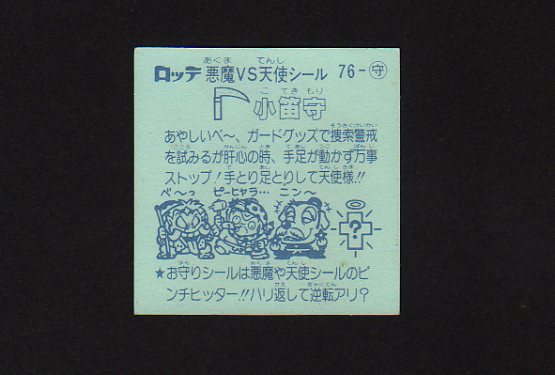 ロッテ 悪魔VS天使シール 76-守
小笛守
あやしいべ〜、ガードグッズで捜索警戒
を試みるが肝心の時、手足が動かず万事
ストップ!手とり足とりして天使様!!
べ〜っ ピーヒャラ… ニン〜
?
★お守りシールは悪魔や天使シールのピ
ンチヒッター!!ハリ返して逆転アリ?